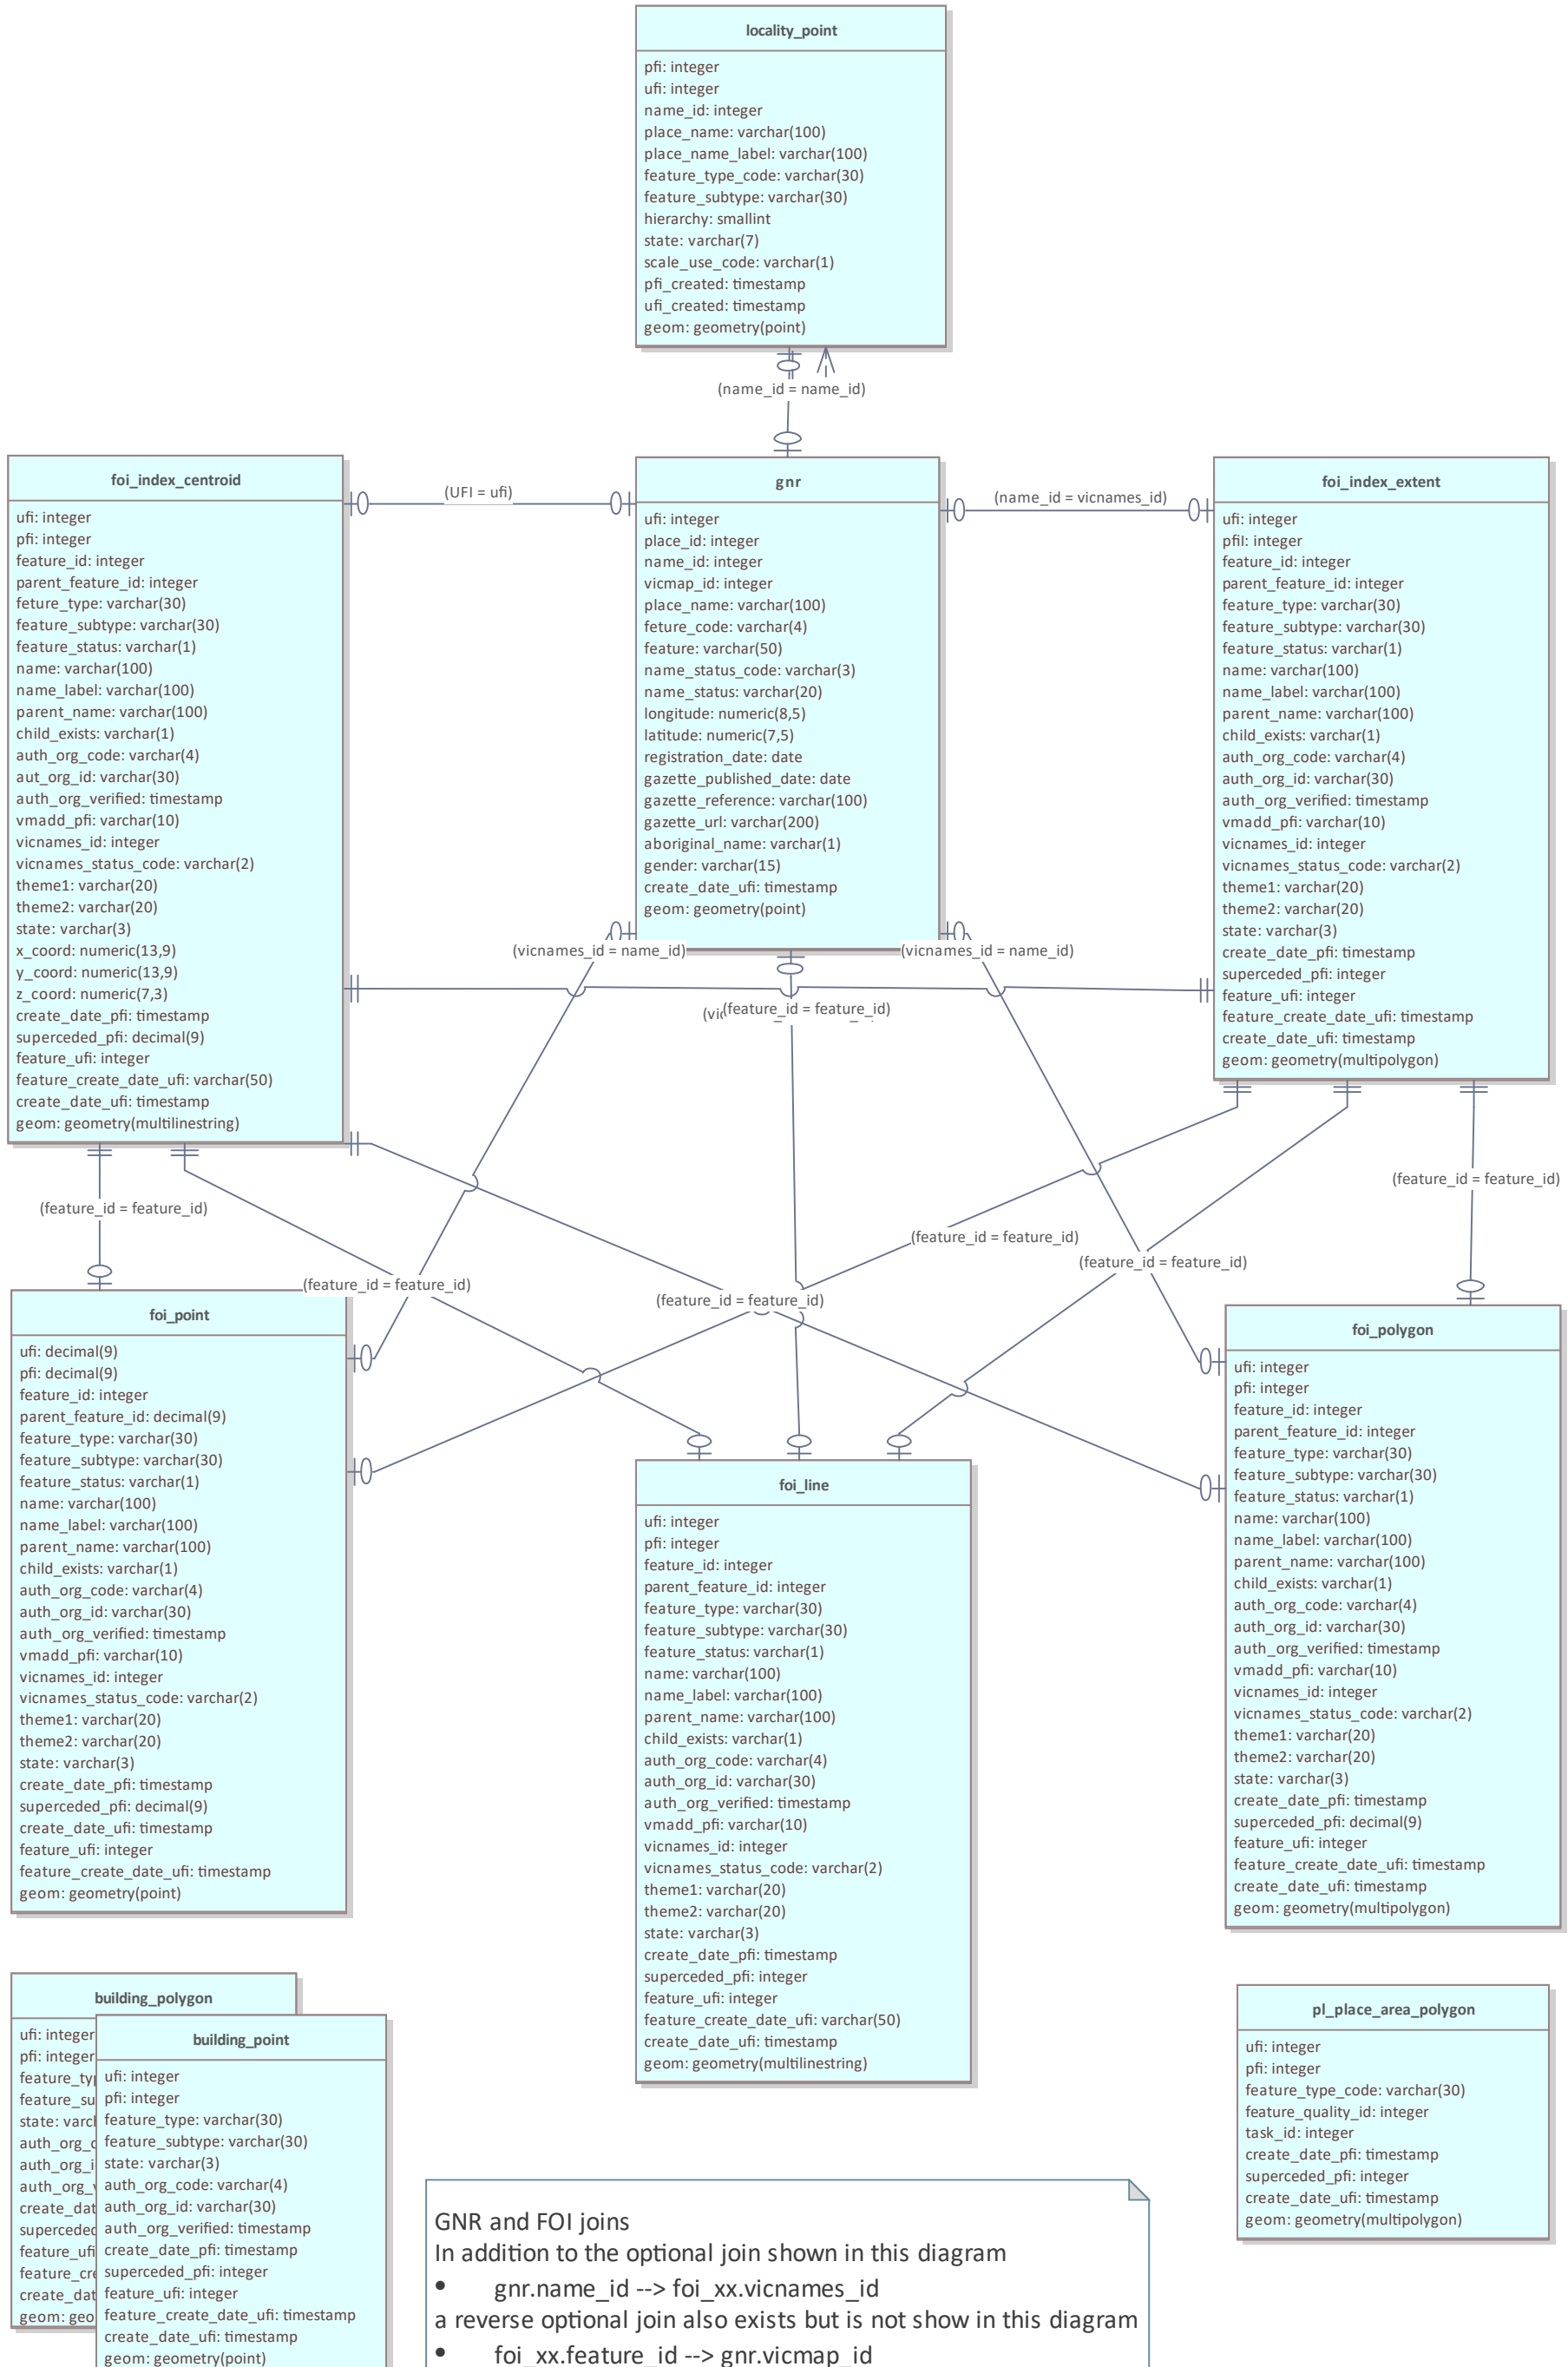 locality_point
pfi: integer
ufi: integer
name_id: integer
place_name: varchar(100)
place_name_label: varchar(100)
feature_type_code: varchar(30)
feature_subtype: varchar(30)
hierarchy: smallint
state: varchar(7)
scale_use_code: varchar(1)
pfi_created: timestamp
ufi_created: timestamp
geom: geometry(point)
(name_id = name_id)
foi_index_centroid
ufi: integer
pfi: integer
feature_id: integer
parent_feature_id: integer
feture_type: varchar(30)
feature_subtype: varchar(30)
feature_status: varchar(1)
name: varchar(100)
name_label: varchar(100)
parent_name: varchar(100)
child_exists: varchar(1)
auth_org_code: varchar(4)
aut_org_id: varchar(30)
auth_org_verified: timestamp
vmadd_pfi: varchar(10)
vicnames_id: integer
vicnames_status_code: varchar(2)
theme1: varchar(20)
theme2: varchar(20)
state: varchar(3)
x_coord: numeric(13,9)
y_coord: numeric(13,9)
z_coord: numeric(7,3)
create_date_pfi: timestamp
superceded_pfi: decimal(9)
feature_ufi: integer
feature_create_date_ufi: varchar(50)
create_date_ufi: timestamp
geom: geometry(multilinestring)
(UFI = ufi)
gnr
ufi: integer
place_id: integer
name_id: integer
vicmap_id: integer
place_name: varchar(100)
feture_code: varchar(4)
feature: varchar(50)
name_status_code: varchar(3)
name_status: varchar(20)
longitude: numeric(8,5)
latitude: numeric(7,5)
registration_date: date
gazette_published_date: date
gazette_reference: varchar(100)
gazette_url: varchar(200)
aboriginal_name: varchar(1)
gender: varchar(15)
create_date_ufi: timestamp
geom: geometry(point)
(name_id = vicnames_id)
foi_index_extent
ufi: integer
pfiI: integer
feature_id: integer
parent_feature_id: integer
feature_type: varchar(30)
feature_subtype: varchar(30)
feature_status: varchar(1)
name: varchar(100)
name_label: varchar(100)
parent_name: varchar(100)
child_exists: varchar(1)
auth_org_code: varchar(4)
auth_org_id: varchar(30)
auth_org_verified: timestamp
vmadd_pfi: varchar(10)
vicnames_id: integer
vicnames_status_code: varchar(2)
theme1: varchar(20)
theme2: varchar(20)
state: varchar(3)
create_date_pfi: timestamp
superceded_pfi: integer
feature_ufi: integer
feature_create_date_ufi: timestamp
create_date_ufi: timestamp
geom: geometry(multipolygon)
(vicnames_id = name_id)
(vicnames_id = name_id)
(feature_id = feature_id)
(feature_id = feature_id)
(feature_id = feature_id)
(feature_id = feature_id)
(feature_id = feature_id)
(feature_id = feature_id)
(feature_id = feature_id)
foi_point
ufi: decimal(9)
pfi: decimal(9)
feature_id: integer
parent_feature_id: decimal(9)
feature_type: varchar(30)
feature_subtype: varchar(30)
feature_status: varchar(1)
name: varchar(100)
name_label: varchar(100)
parent_name: varchar(100)
child_exists: varchar(1)
auth_org_code: varchar(4)
auth_org_id: varchar(30)
auth_org_verified: timestamp
vmadd_pfi: varchar(10)
vicnames_id: integer
vicnames_status_code: varchar(2)
theme1: varchar(20)
theme2: varchar(20)
state: varchar(3)
create_date_pfi: timestamp
superceded_pfi: decimal(9)
create_date_ufi: timestamp
feature_ufi: integer
feature_create_date_ufi: timestamp
geom: geometry(point)
foi_line
ufi: integer
pfi: integer
feature_id: integer
parent_feature_id: integer
feature_type: varchar(30)
feature_subtype: varchar(30)
feature_status: varchar(1)
name: varchar(100)
name_label: varchar(100)
parent_name: varchar(100)
child_exists: varchar(1)
auth_org_code: varchar(4)
auth_org_id: varchar(30)
auth_org_verified: timestamp
vmadd_pfi: varchar(10)
vicnames_id: integer
vicnames_status_code: varchar(2)
theme1: varchar(20)
theme2: varchar(20)
state: varchar(3)
create_date_pfi: timestamp
superceded_pfi: integer
feature_ufi: integer
feature_create_date_ufi: varchar(50)
create_date_ufi: timestamp
geom: geometry(multilinestring)
foi_polygon
ufi: integer
pfi: integer
feature_id: integer
parent_feature_id: integer
feature_type: varchar(30)
feature_subtype: varchar(30)
feature_status: varchar(1)
name: varchar(100)
name_label: varchar(100)
parent_name: varchar(100)
child_exists: varchar(1)
auth_org_code: varchar(4)
auth_org_id: varchar(30)
auth_org_verified: timestamp
vmadd_pfi: varchar(10)
vicnames_id: integer
vicnames_status_code: varchar(2)
theme1: varchar(20)
theme2: varchar(20)
state: varchar(3)
create_date_pfi: timestamp
superceded_pfi: decimal(9)
feature_ufi: integer
feature_create_date_ufi: timestamp
create_date_ufi: timestamp
geom: geometry(multipolygon)
building_polygon
ufi: integer
pfi: integer
state:
geom:
building_point
ufi: integer
pfi: integer
feature_type: varchar(30)
feature_subtype: varchar(30)
state: varchar(3)
auth_org_code: varchar(4)
auth_org_id: varchar(30)
auth_org_verified: timestamp
create_date_pfi: timestamp
superceded_pfi: integer
feature_ufi: integer
feature_create_date_ufi: timestamp
create_date_ufi: timestamp
geom: geometry(point)
GNR and FOI joins
In addition to the optional join shown in this diagram
• gnr.name_id --> foi_xx.vicnames_id
a reverse optional join also exists but is not show in this diagram
• foi_xx.feature_id --> gnr.vicmap_id
pl_place_area_polygon
ufi: integer
pfi: integer
feature_type_code: varchar(30)
feature_quality_id: integer
task_id: integer
create_date_pfi: timestamp
superceded_pfi: integer
create_date_ufi: timestamp
geom: geometry(multipolygon)